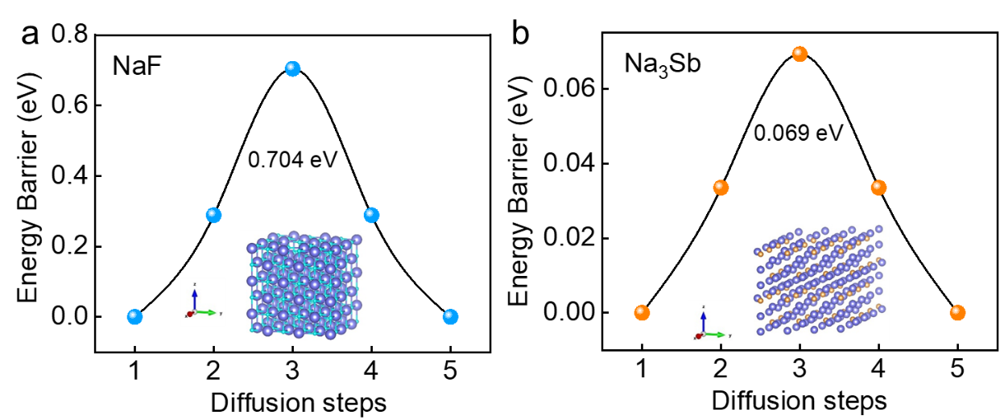 a
0.8
0.6
0.4
0.2
0.0
Energy Barrier (eV)
NaF
0.704 eV
z
x
y
1 2 3 4 5
Diffusion steps
b
0.06
0.04
0.02
0.00
Energy Barrier (eV)
Na₃Sb
0.069 eV
z
x
y
1 2 3 4 5
Diffusion steps